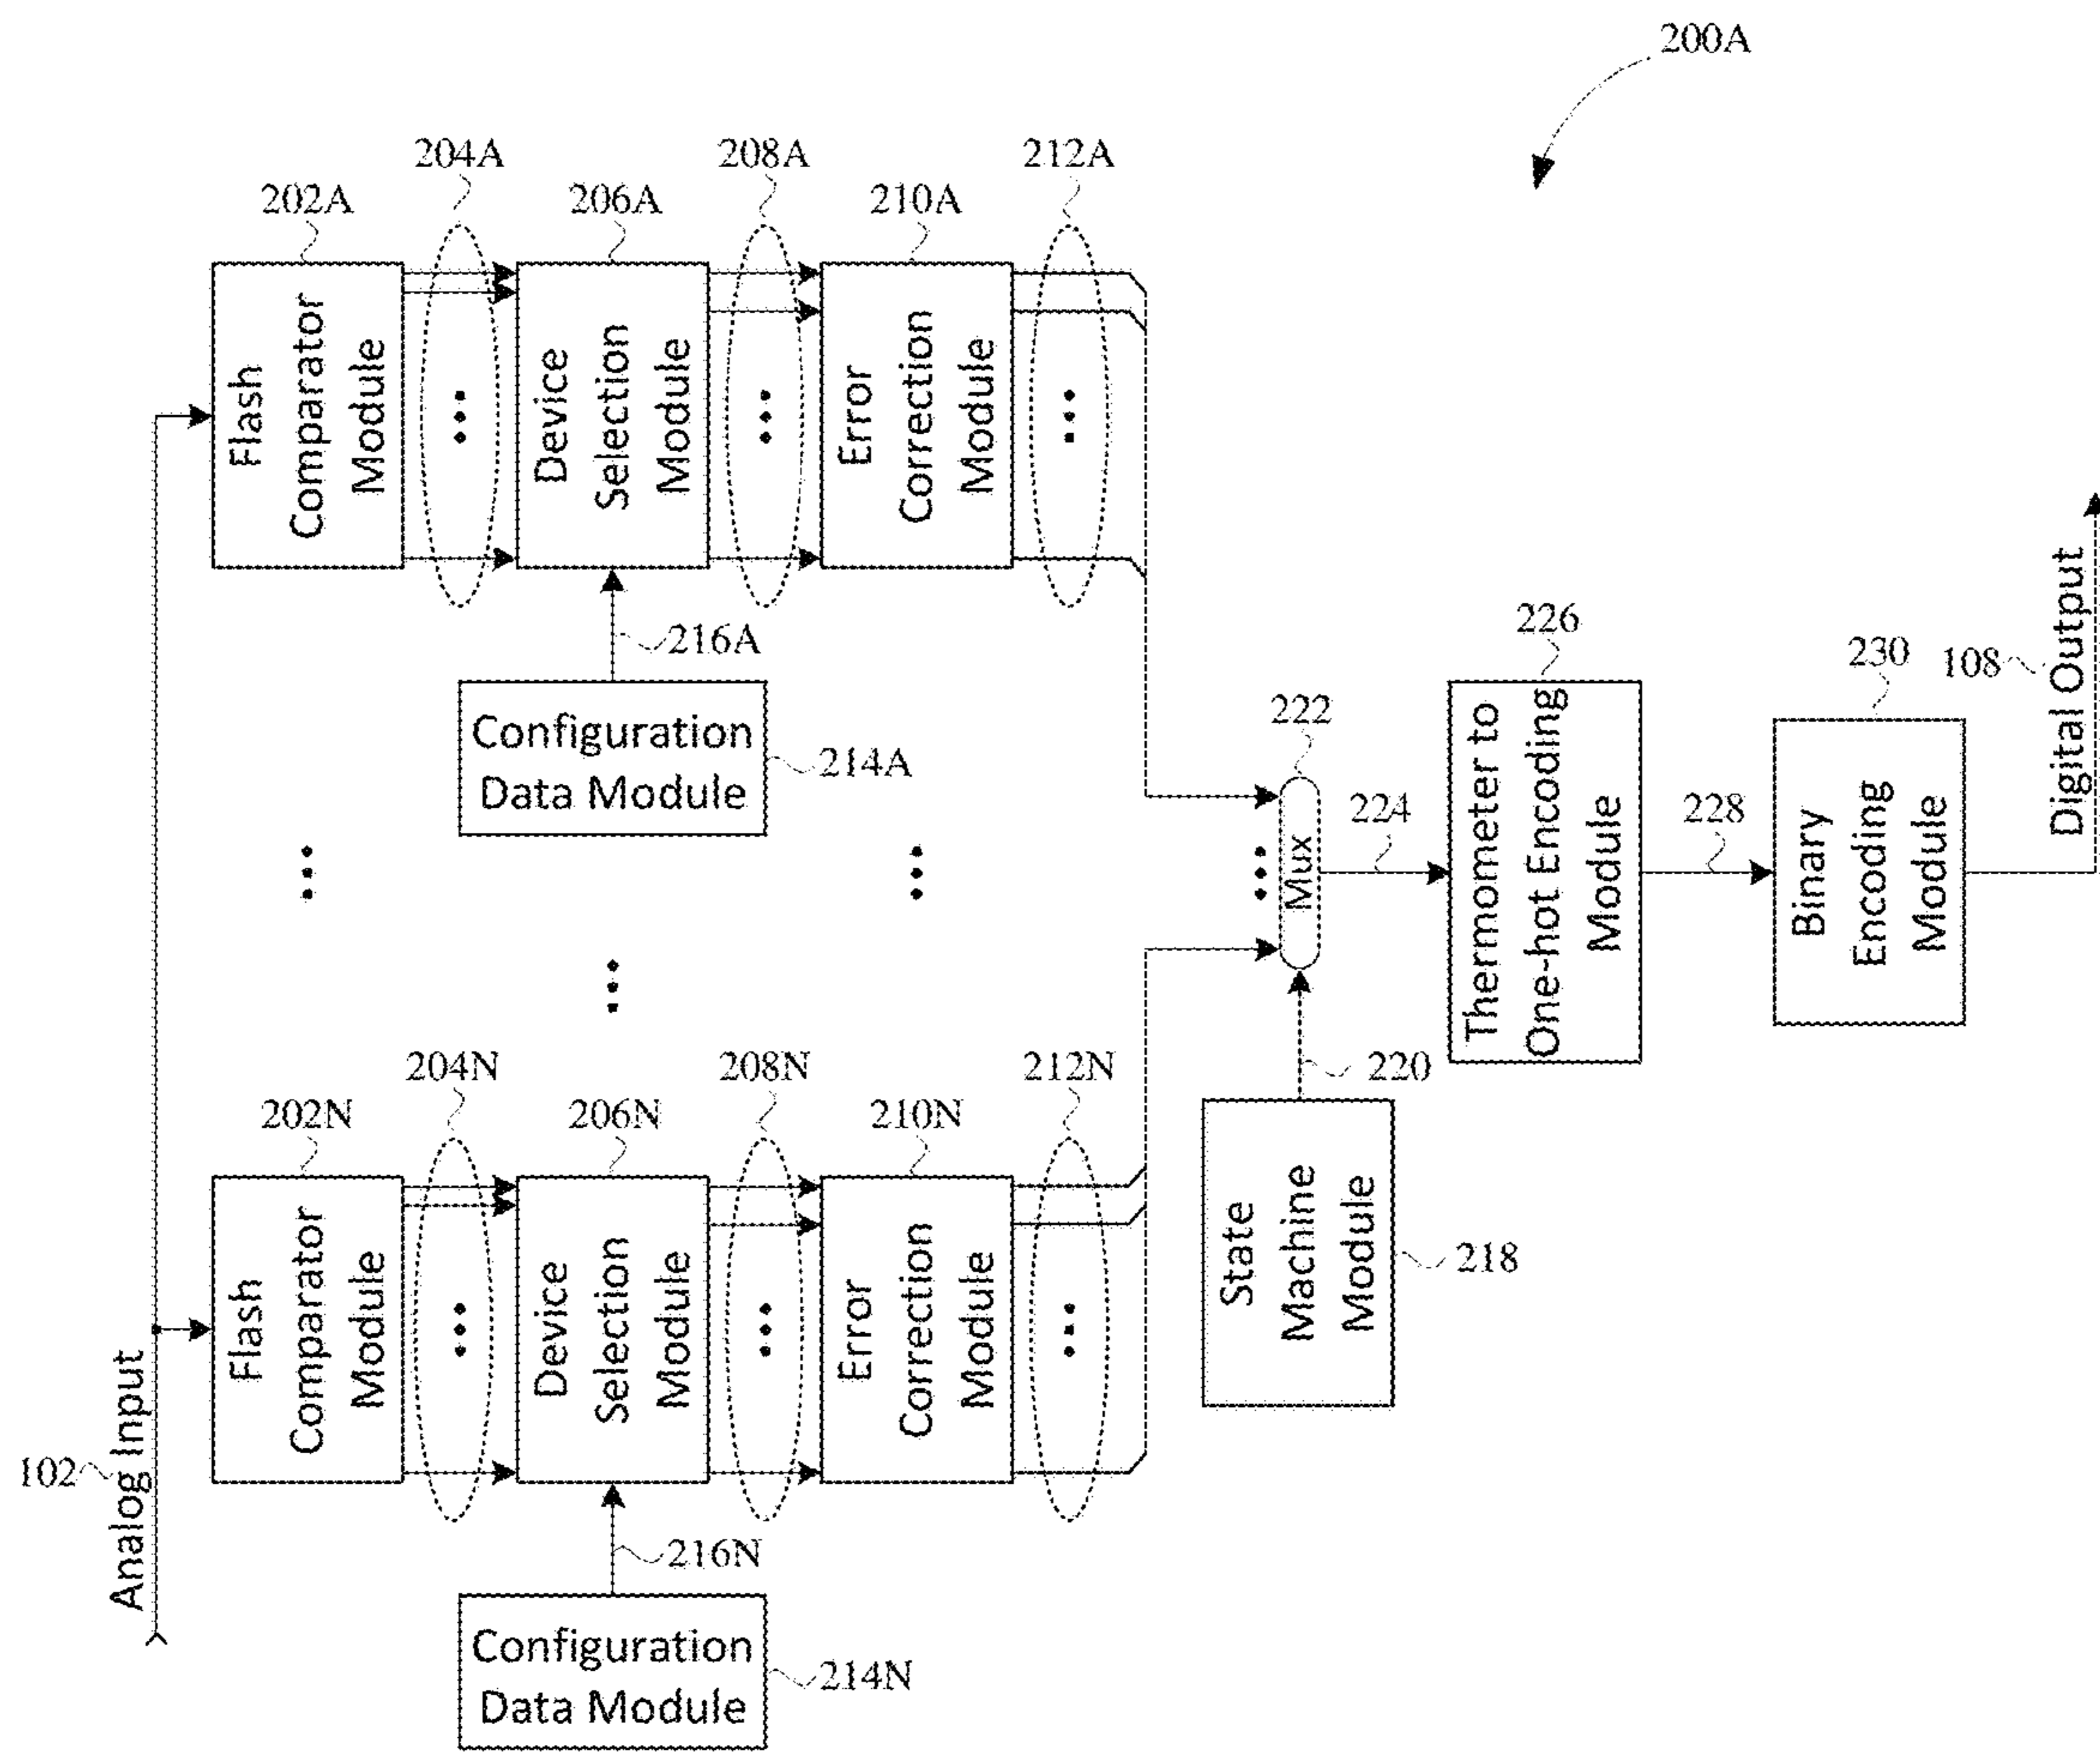 200A
204A
208A
212A
202A
206A
210A
Flash
Comparator
Module
Device
Selection
Module
Error
Correction
Module
216A
Configuration
Data Module
214A
222
Mux
224
226
Thermometer to
One-hot Encoding
Module
228
230
Binary
Encoding
Module
108
Digital Output
204N
208N
212N
202N
206N
210N
Flash
Comparator
Module
Device
Selection
Module
Error
Correction
Module
220
State
Machine
Module
218
102
Analog Input
216N
Configuration
Data Module
214N